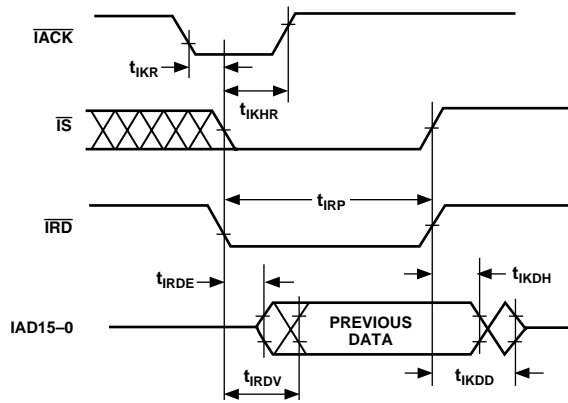 IACK
tIKR
tIKHR
IS
tIRP
IRD
tIRDE
tIKDH
IAD15–0
PREVIOUS
DATA
tIKDD
tIRDV